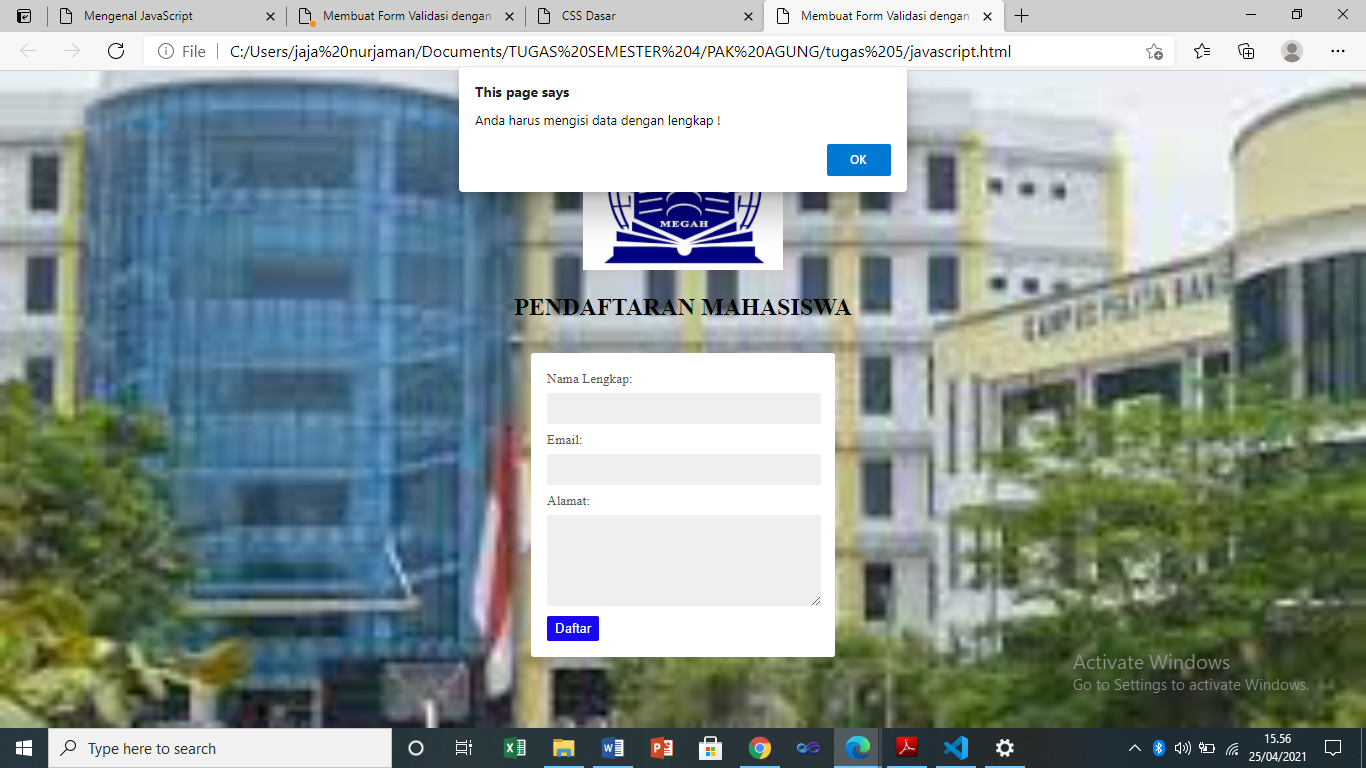 Mengenal JavaScript
Membuat Form Validasi dengan
CSS Dasar
Membuat Form Validasi dengan
File
C:/Users/jaja%20nurjaman/Documents/TUGAS%20SEMESTER%204/PAK%20AGUNG/tugas%205/javascript.html
This page says
Anda harus mengisi data dengan lengkap !
OK
MEGAH
CAMPUS PELITA BAN
PENDAFTARAN MAHASISWA
Nama Lengkap:
Email:
Alamat:
Daftar
Activate Windows
Go to Settings to activate Windows.
Type here to search
15.56
25/04/2021